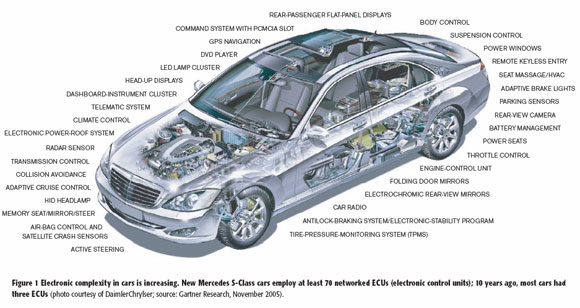 REAR-PASSENGER FLAT-PANEL DISPLAYS
COMMAND SYSTEM WITH PCMCIA SLOT
GPS NAVIGATION
DVD PLAYER
LED LAMP CLUSTER
HEAD-UP DISPLAYS
DASHBOARD-INSTRUMENT CLUSTER
TELEMATIC SYSTEM
CLIMATE CONTROL
ELECTRONIC POWER-ROOF SYSTEM
RADAR SENSOR
TRANSMISSION CONTROL
COLLISION AVOIDANCE
ADAPTIVE CRUISE CONTROL
HID HEADLAMP
MEMORY SEAT/MIRROR/STEER
AIR-BAG CONTROL AND
SATELLITE CRASH SENSORS
ACTIVE STEERING
BODY CONTROL
SUSPENSION CONTROL
POWER WINDOWS
REMOTE KEYLESS ENTRY
SEAT MASSAGE/HVAC
ADAPTIVE BRAKE LIGHTS
PARKING SENSORS
REAR-VIEW CAMERA
BATTERY MANAGEMENT
POWER SEATS
THROTTLE CONTROL
ENGINE-CONTROL UNIT
FOLDING DOOR MIRRORS
ELECTROCHROMIC REAR-VIEW MIRRORS
CAR RADIO
ANTILOCK-BRAKING SYSTEM/ELECTRONIC-STABILITY PROGRAM
TIRE-PRESSURE-MONITORING SYSTEM (TPMS)
Figure 1 Electronic complexity in cars is increasing. New Mercedes S-Class cars employ at least 70 networked ECUs (electronic control units); 10 years ago, most cars had
three ECUs (photo courtesy of DaimlerChrylser; source: Gartner Research, November 2005).